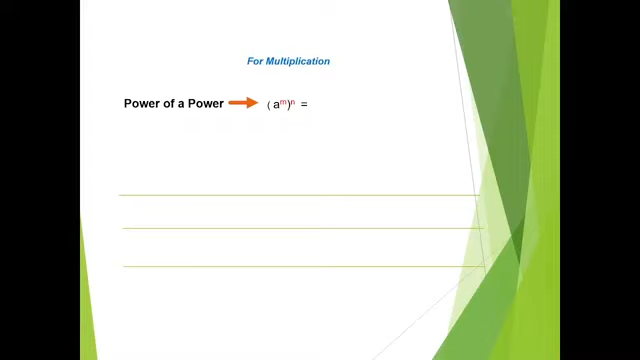 For Multiplication
Power of a Power ( a^m)^n =